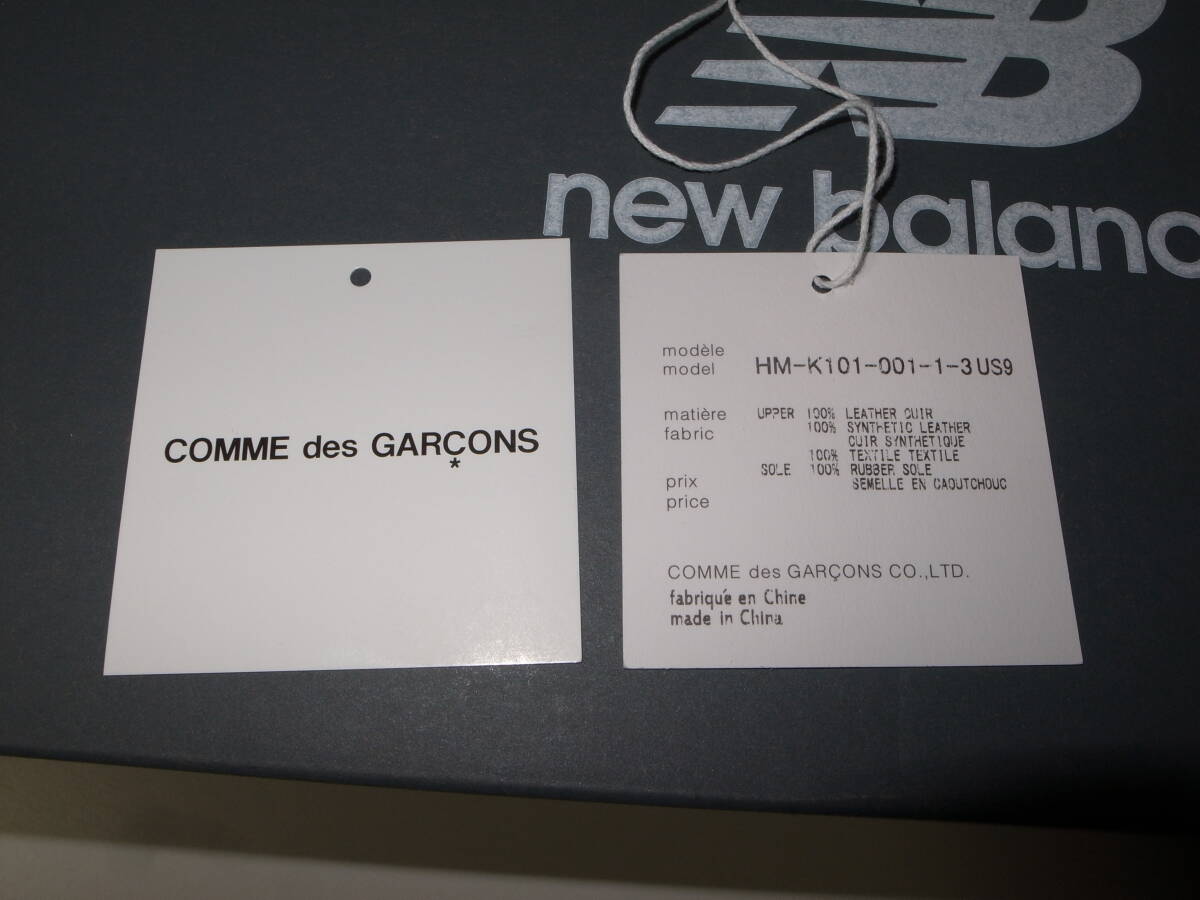 new balanc
COMME des GARÇONS
*
modèle
model HM-K101-001-1-3 US9
matière UPPER 100% LEATHER CUIR
fabric 100% SYNTHETIC LEATHER
CUIR SYNTHETIQUE
100% TEXTILE TEXTILE
SOLE 100% RUBBER SOLE
prix SEMELLE EN CAOUTCHOUC
price
COMME des GARÇONS CO.,LTD.
fabriqué en Chine
made in China